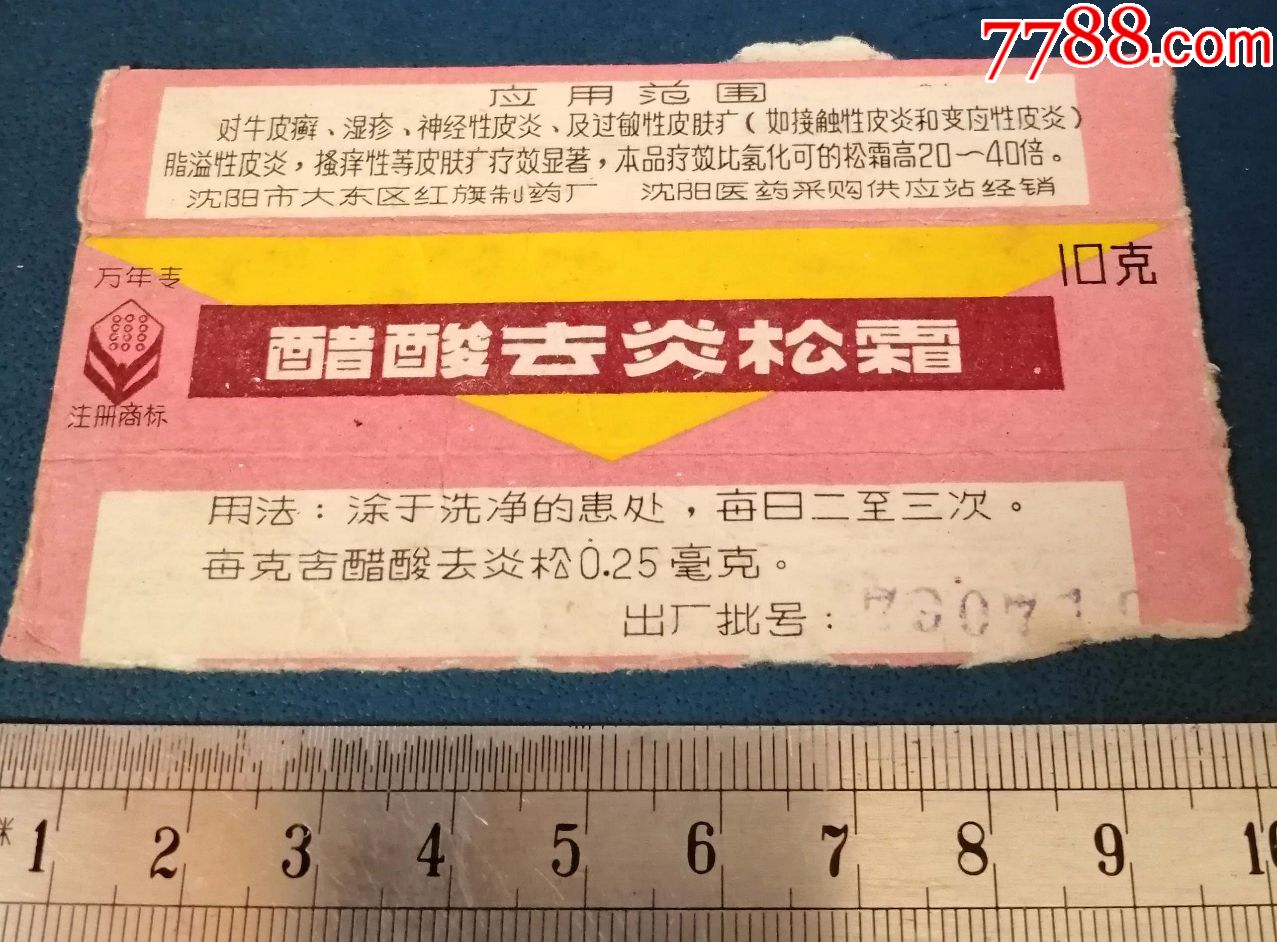 7788.com
应用范围
对牛皮癣、湿疹、神经性皮炎、及过敏性皮肤疒（如接触性皮炎和变应性皮炎）
脂溢性皮炎，搔痒性等皮肤疒疗效显著，本品疗效比氢化可的松霜高20～40倍。
沈阳市大东区红旗制药厂 沈阳医药采购供应站经销
万年青
10克
醋酸去炎松霜
注册商标
用法：涂于洗净的患处，每日二至三次。
每克含醋酸去炎松0.25毫克。
出厂批号：
米 1 2 3 4 5 6 7 8 9 10